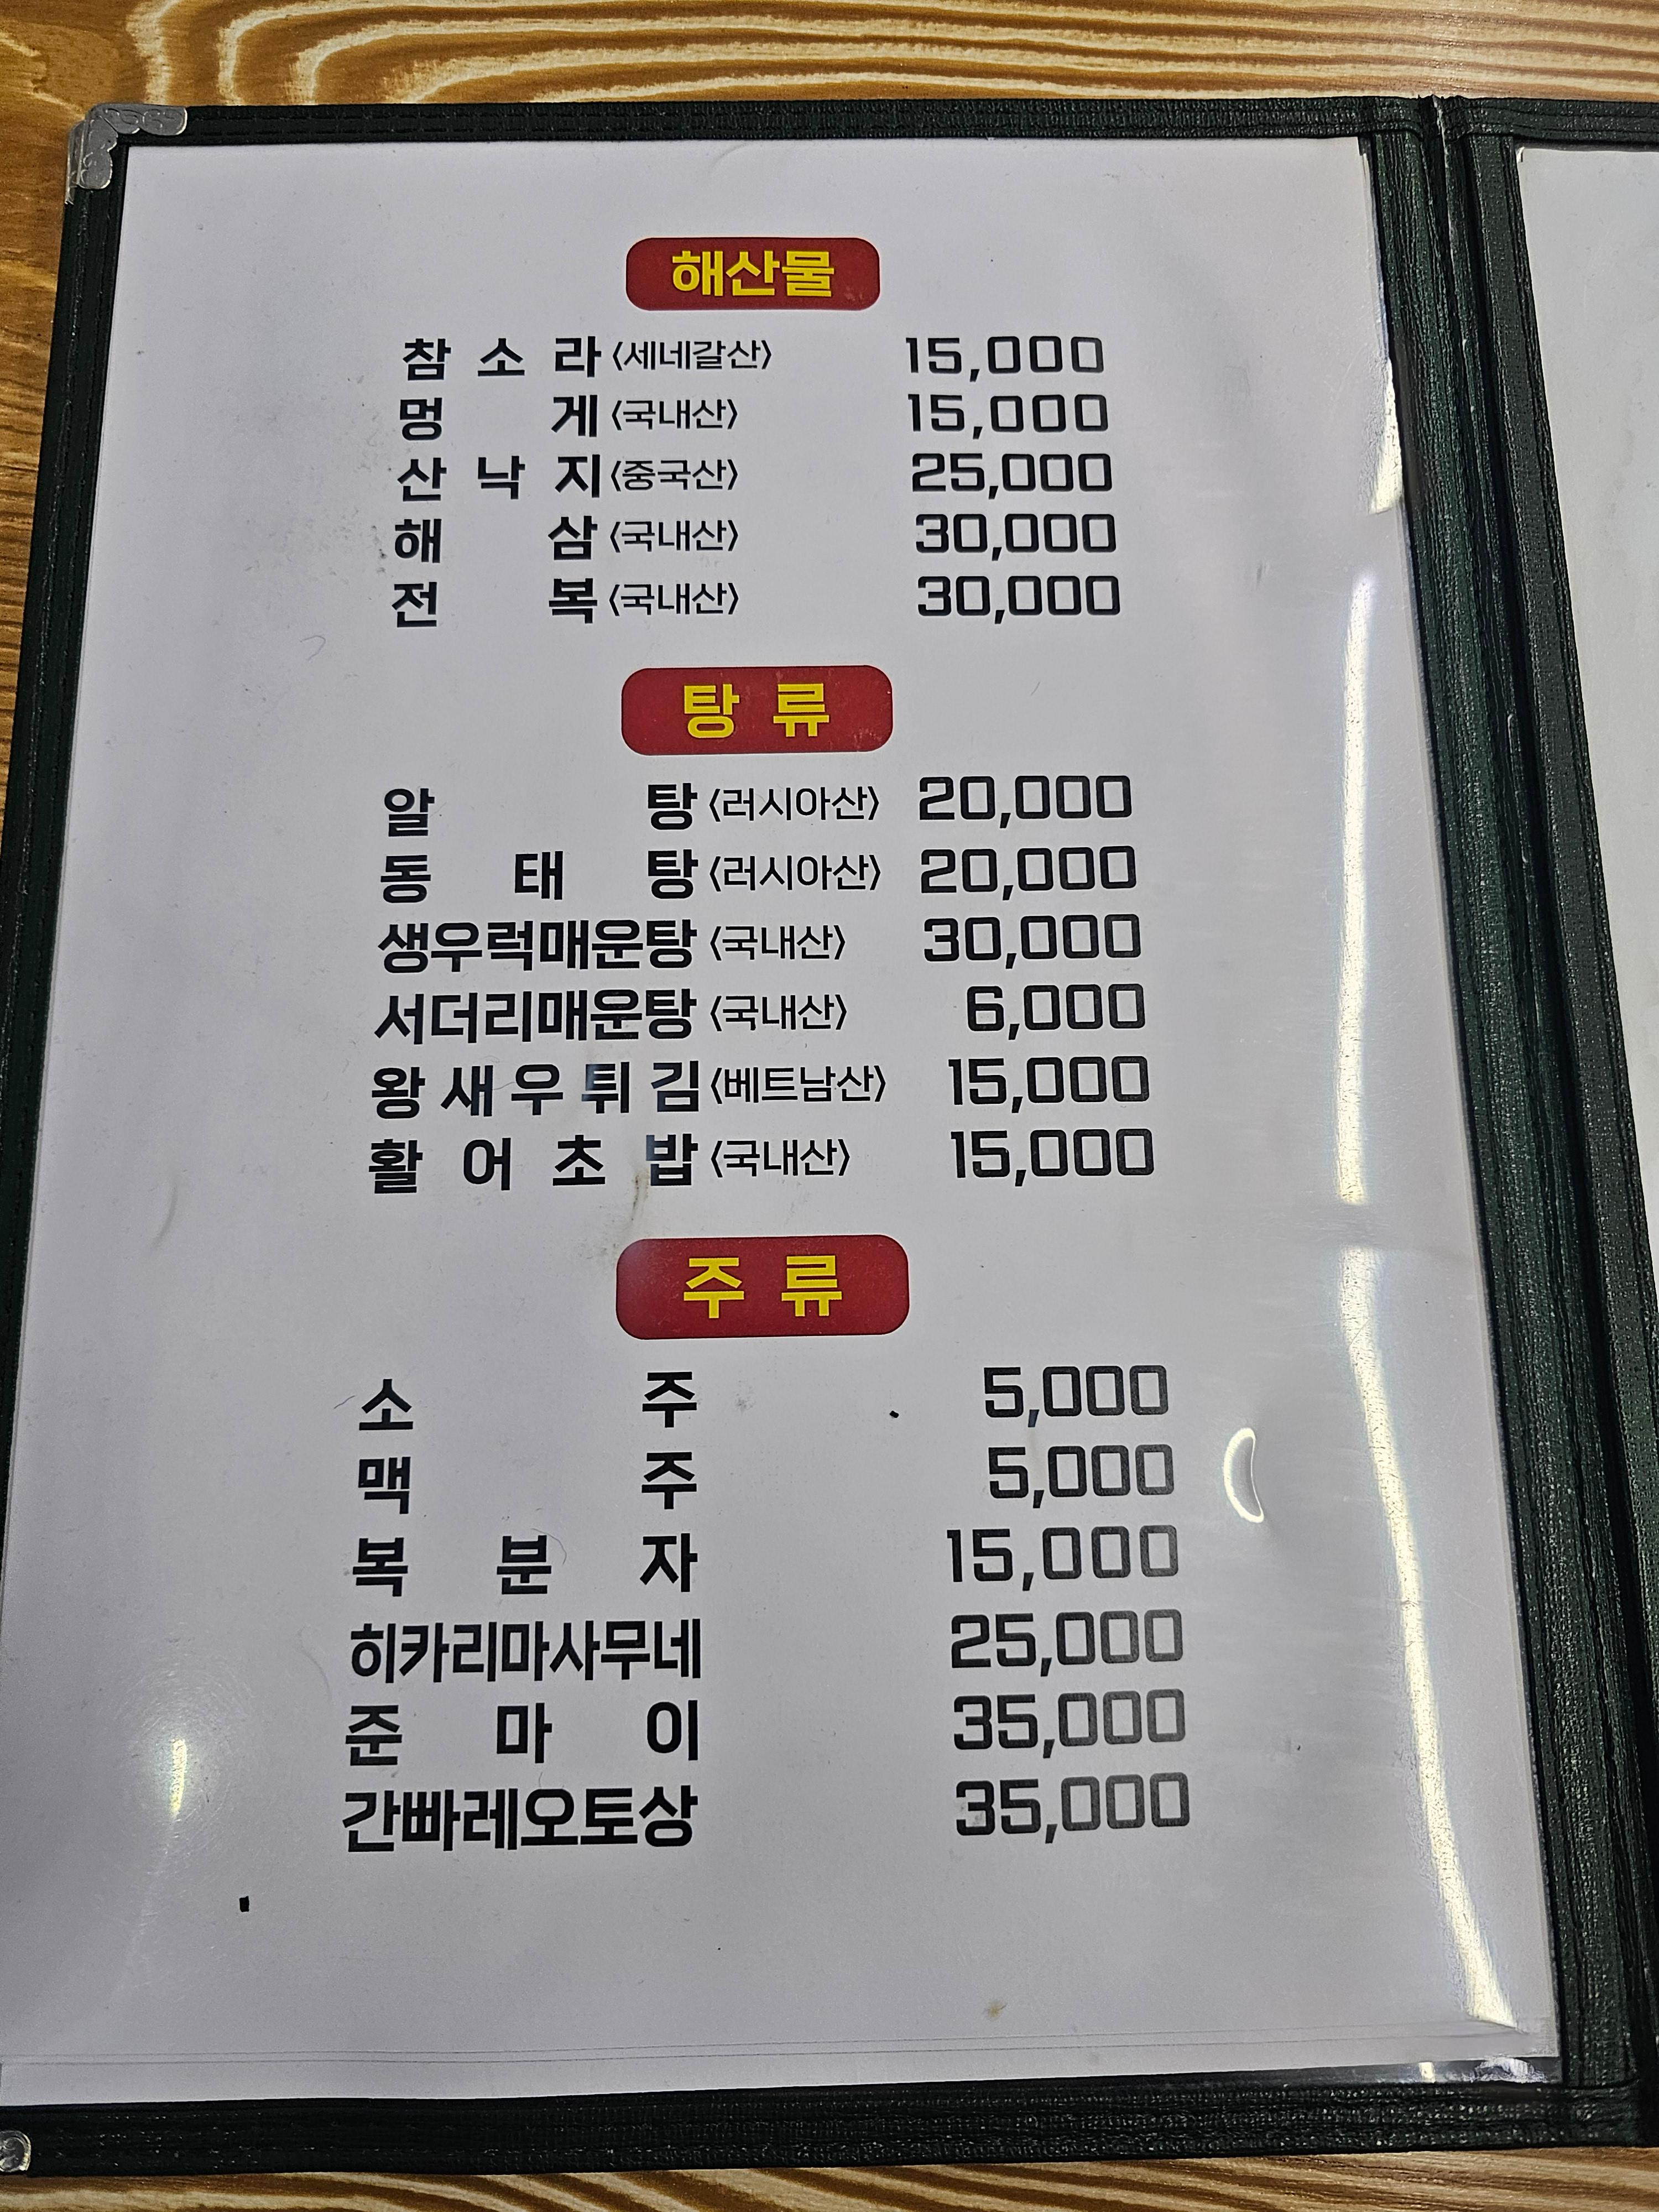 해산물
참소라 〈세네갈산〉 15,000
멍게 〈국내산〉 15,000
산낙지 〈중국산〉 25,000
해삼 〈국내산〉 30,000
전복 〈국내산〉 30,000
탕류
알탕 〈러시아산〉 20,000
동태탕 〈러시아산〉 20,000
생우럭매운탕 〈국내산〉 30,000
서더리매운탕 〈국내산〉 6,000
왕새우튀김 〈베트남산〉 15,000
활어초밥 〈국내산〉 15,000
주류
소주 5,000
맥주 5,000
복분자 15,000
히카리마사무네 25,000
준마이 35,000
간빠레오토상 35,000